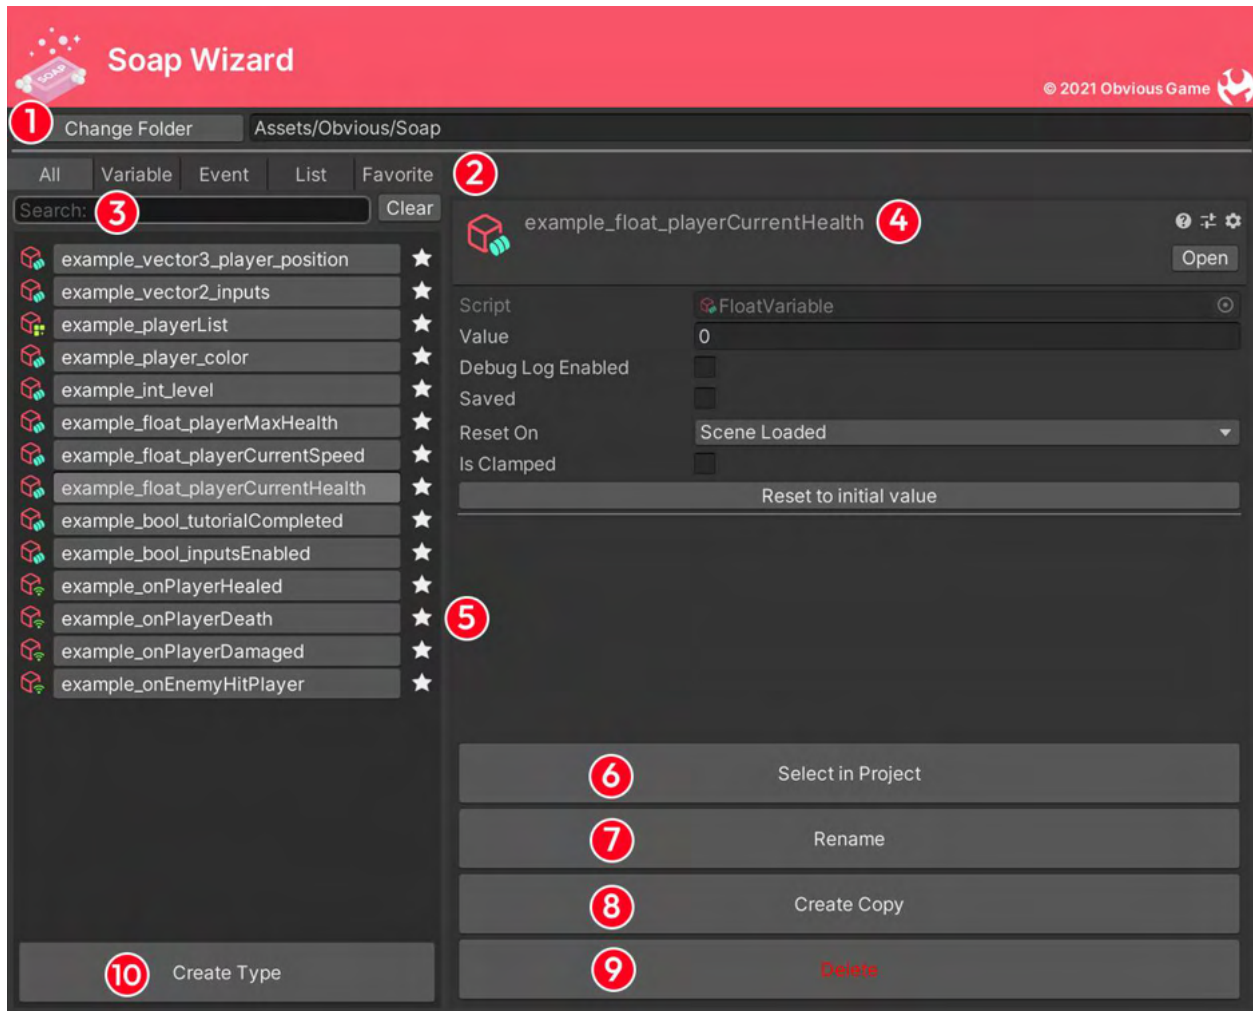 SOAP
Soap Wizard
© 2021 Obvious Game
1 Change Folder Assets/Obvious/Soap
All Variable Event List Favorite 2
Search: 3 Clear
example_float_playerCurrentHealth 4
Open
example_vector3_player_position
example_vector2_inputs
example_playerList
example_player_color
example_int_level
example_float_playerMaxHealth
example_float_playerCurrentSpeed
example_float_playerCurrentHealth
example_bool_tutorialCompleted
example_bool_inputsEnabled
example_onPlayerHealed
example_onPlayerDeath 5
example_onPlayerDamaged
example_onEnemyHitPlayer
10 Create Type
Script FloatVariable
Value 0
Debug Log Enabled
Saved
Reset On Scene Loaded
Is Clamped
Reset to initial value
6 Select in Project
7 Rename
8 Create Copy
9 Delete